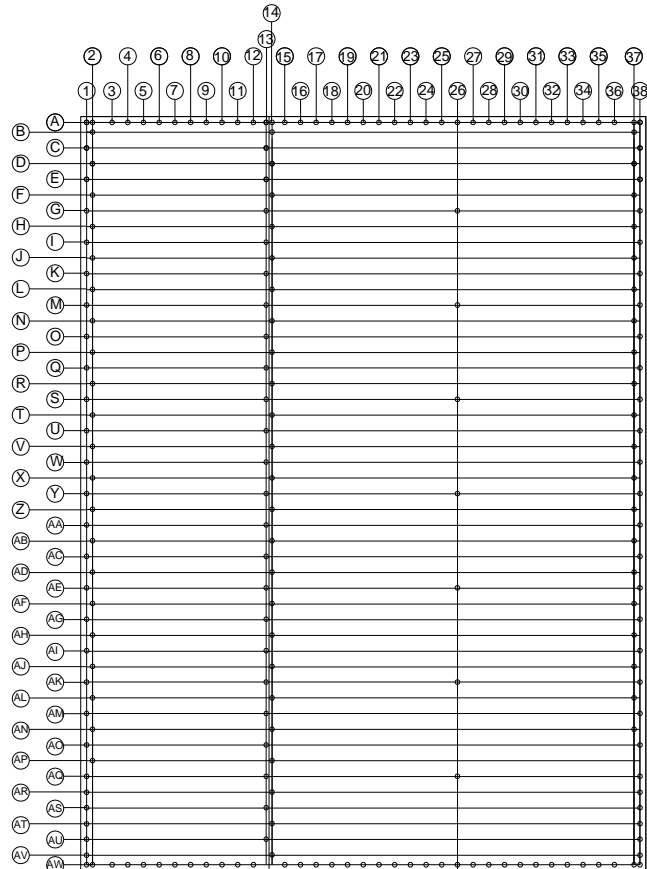 14
13
2 4 6 8 10 12 15 17 19 21 23 25 27 29 31 33 35 37
1 3 5 7 9 11 16 18 20 22 24 26 28 30 32 34 36 38
A
B
C
D
E
F
G
H
I
J
K
L
M
N
O
P
Q
R
S
T
U
V
W
X
Y
Z
AA
AB
AC
AD
AE
AF
AG
AH
AI
AJ
AK
AL
AM
AN
AO
AP
AQ
AR
AS
AT
AU
AV
AW